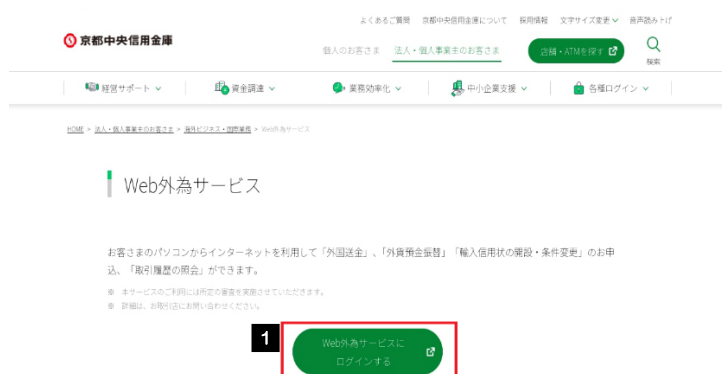 よくあるご質問 京都中央信用金庫について 採用情報 文字サイズ変更 音声読み上げ
京都中央信用金庫
個人のお客さま 法人・個人事業主のお客さま 店舗・ATMを探す
検索
経営サポート 資金調達 業務効率化 中小企業支援 各種ログイン
HOME > 法人・個人事業主のお客さま > 海外ビジネス・国際業務 > Web外為サービス
Web外為サービス
お客さまのパソコンからインターネットを利用して「外国送金」、「外貨預金振替」「輸入信用状の開設・条件変更」のお申
込、「取引履歴の照会」ができます。
※ 本サービスのご利用には所定の審査を実施させていただきます。
※ 詳細は、お取引店にお問い合わせください。
1
Web外為サービスに
ログインする